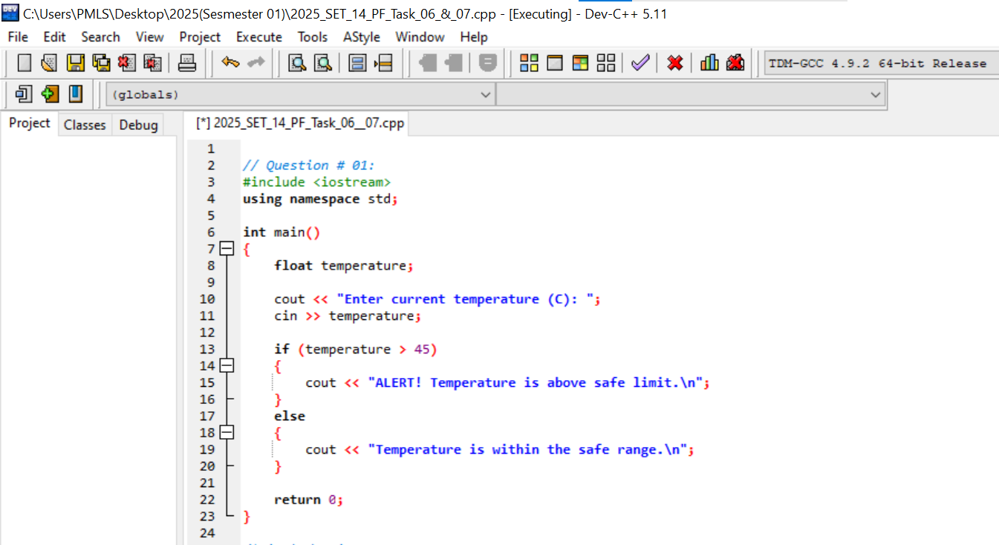 C:\Users\PMLS\Desktop\2025(Sesmester 01)\2025_SET_14_PF_Task_06_&_07.cpp - [Executing] - Dev-C++ 5.11
File Edit Search View Project Execute Tools AStyle Window Help
TDM-GCC 4.9.2 64-bit Release
(globals)
Project Classes Debug [*] 2025_SET_14_PF_Task_06__07.cpp
1
2 // Question # 01:
3 #include <iostream>
4 using namespace std;
5
6 int main()
7 {
8 float temperature;
9
10 cout << "Enter current temperature (C): ";
11 cin >> temperature;
12
13 if (temperature > 45)
14 {
15 cout << "ALERT! Temperature is above safe limit.\n";
16 }
17 else
18 {
19 cout << "Temperature is within the safe range.\n";
20 }
21
22 return 0;
23 }
24